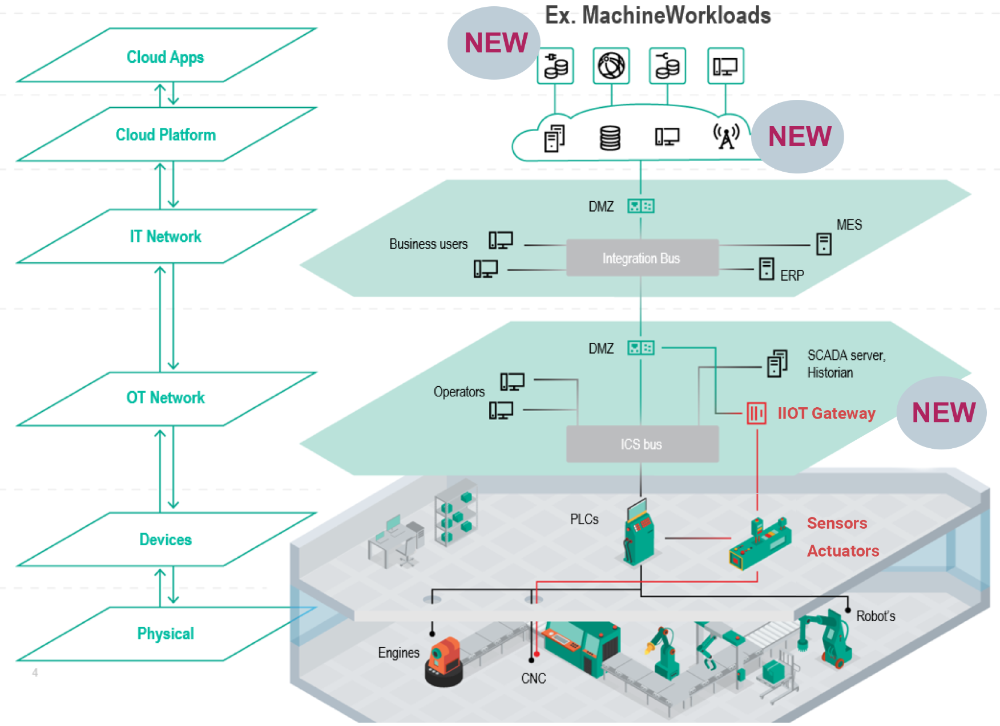 Ex. MachineWorkloads
NEW
Cloud Apps
Cloud Platform
NEW
DMZ
MES
Business users
IT Network
Integration Bus
ERP
DMZ
SCADA server,
Historian
Operators
OT Network
IIOT Gateway
NEW
ICS bus
PLCs
Sensors
Devices
Actuators
Robot's
Physical
Engines
CNC
4